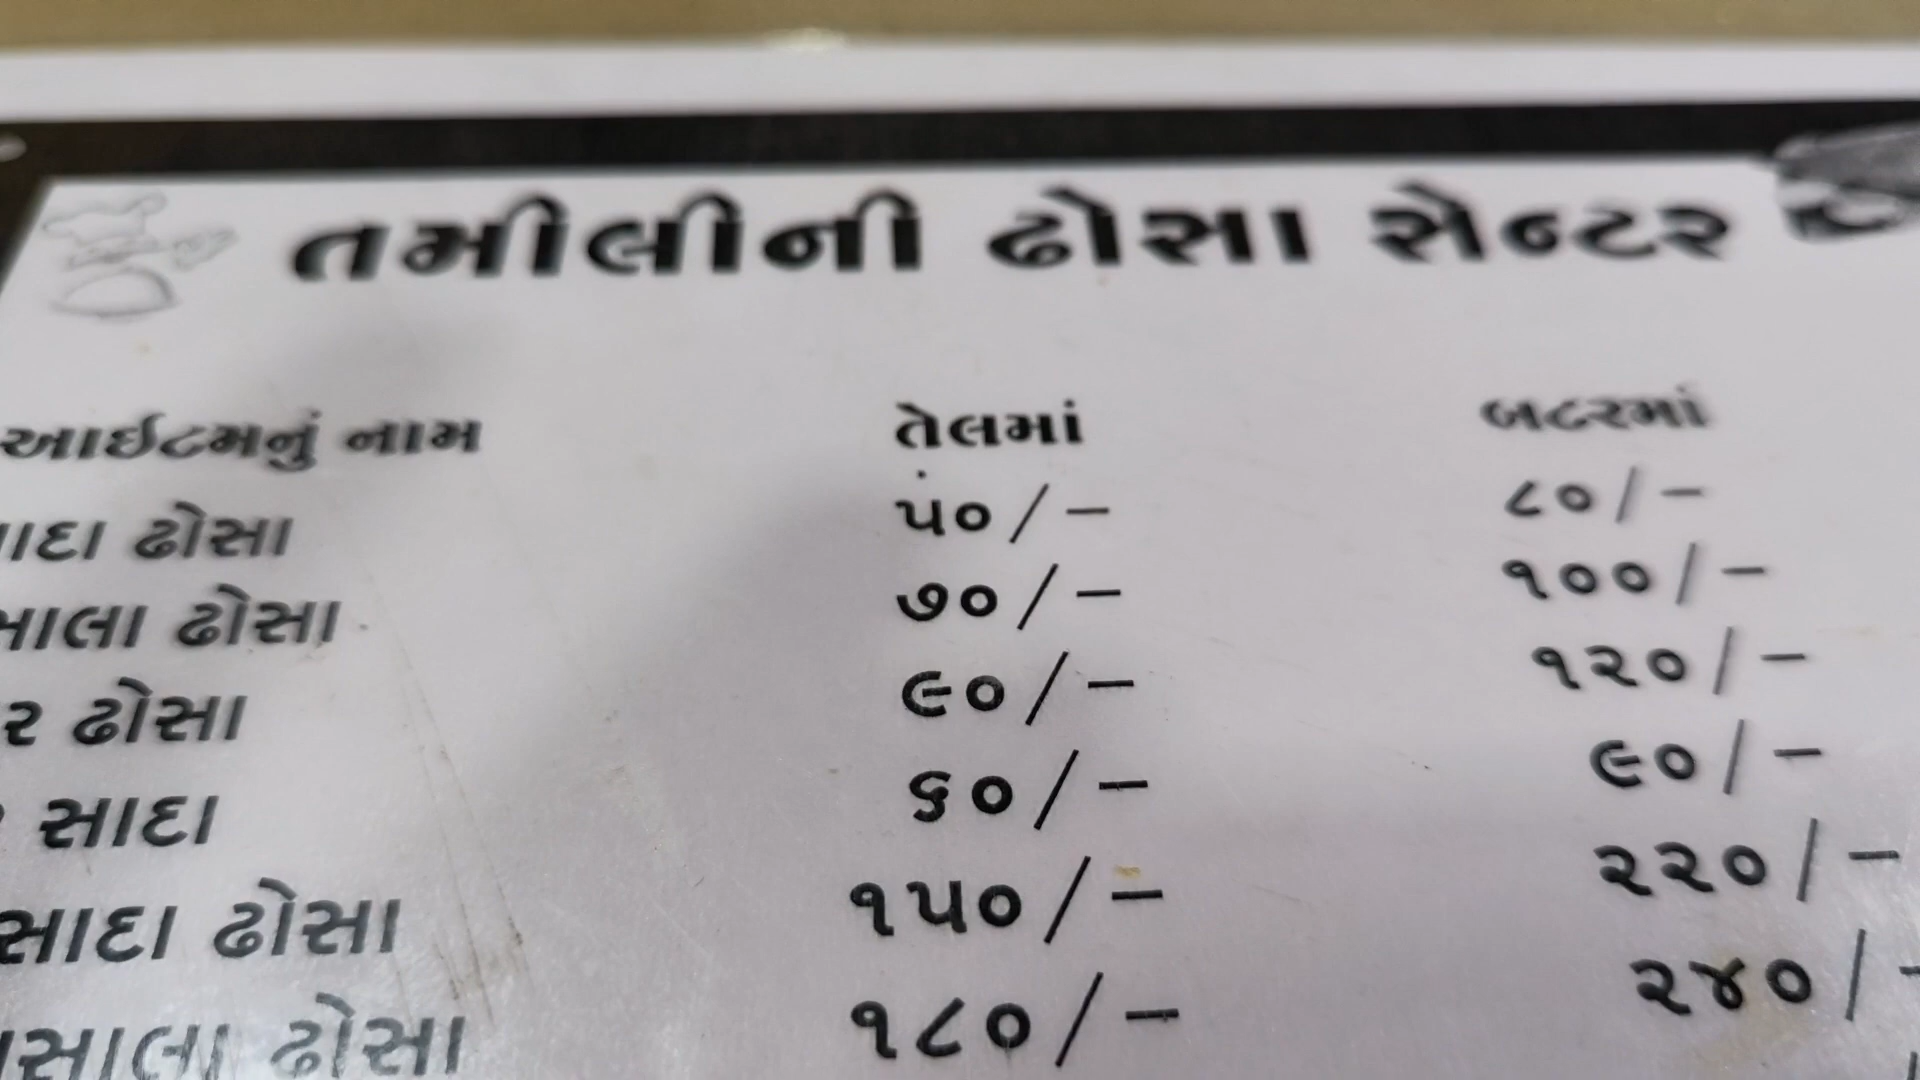 તમીલીની ઢોસા સેન્ટર
આઈટમનું નામ તેલમાં બટરમાં
ઢોસા ૫૦/- ૮૦/-
ઢોસા ૭૦/- ૧૦૦/-
ઢોસા ૯૦/- ૧૨૦/-
સાદા ૬૦/- ૯૦/-
સાદા ઢોસા ૧૫૦/- ૨૨૦/-
ઢોસા ૧૮૦/- ૨૪૦/-